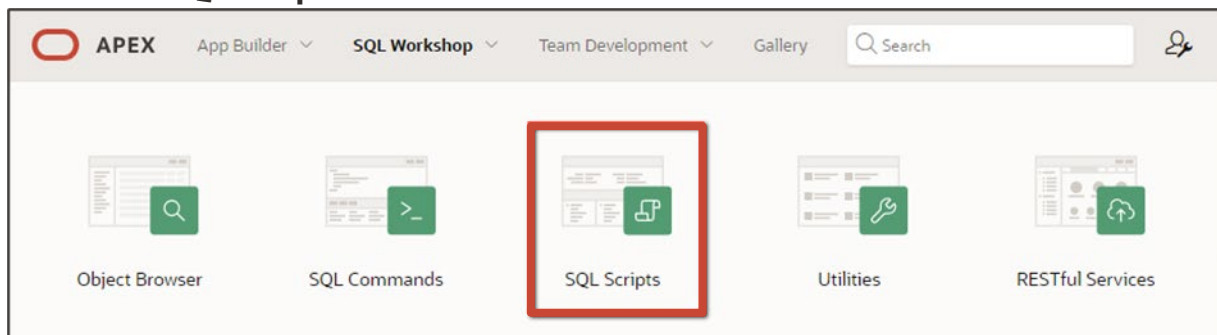 APEX App Builder SQL Workshop Team Development Gallery Search
Object Browser SQL Commands SQL Scripts Utilities RESTful Services